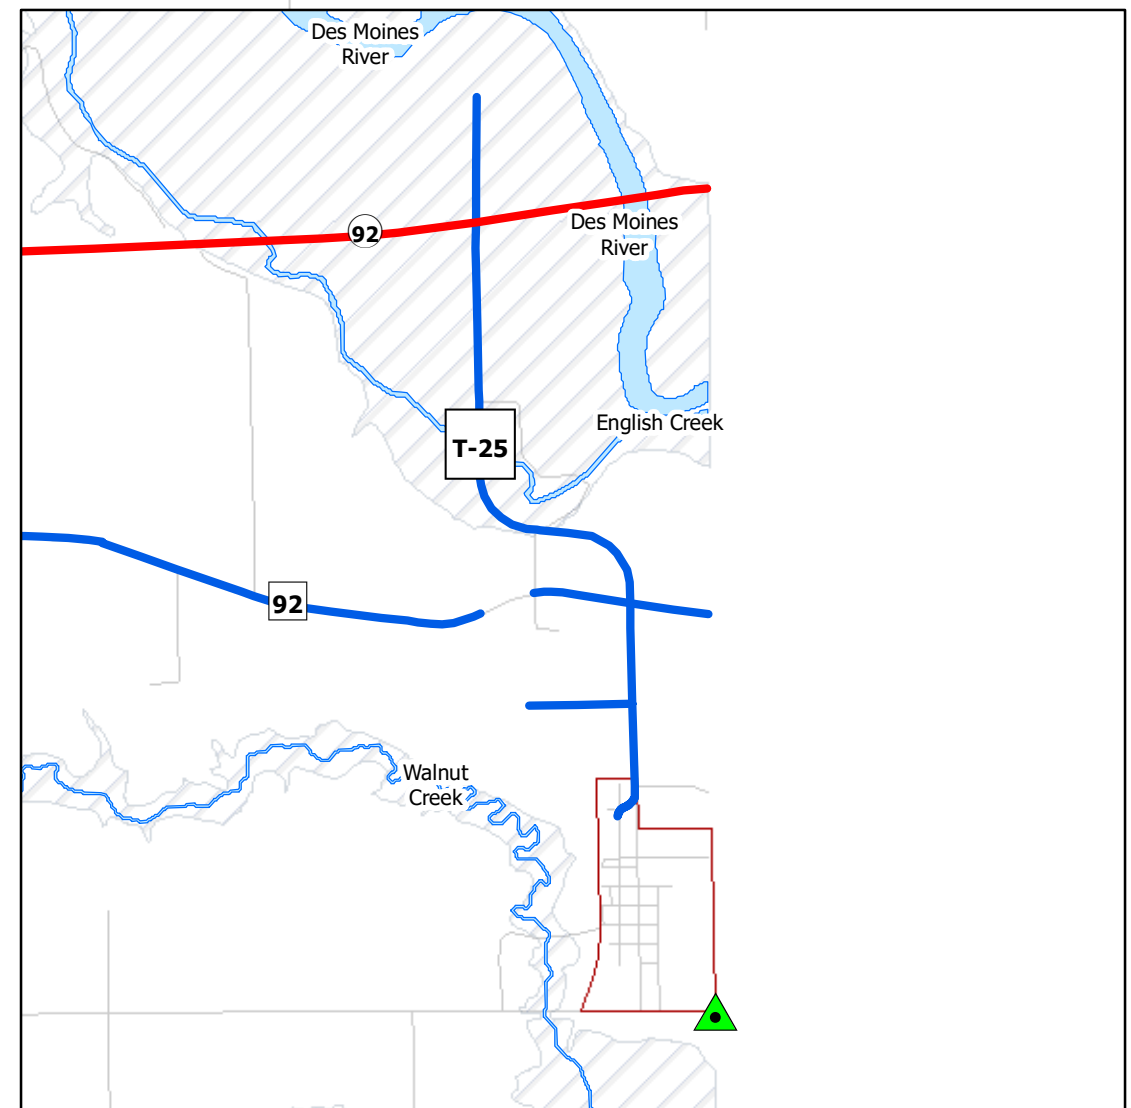 Des Moines
River
92
Des Moines
River
English Creek
T-25
92
Walnut
Creek